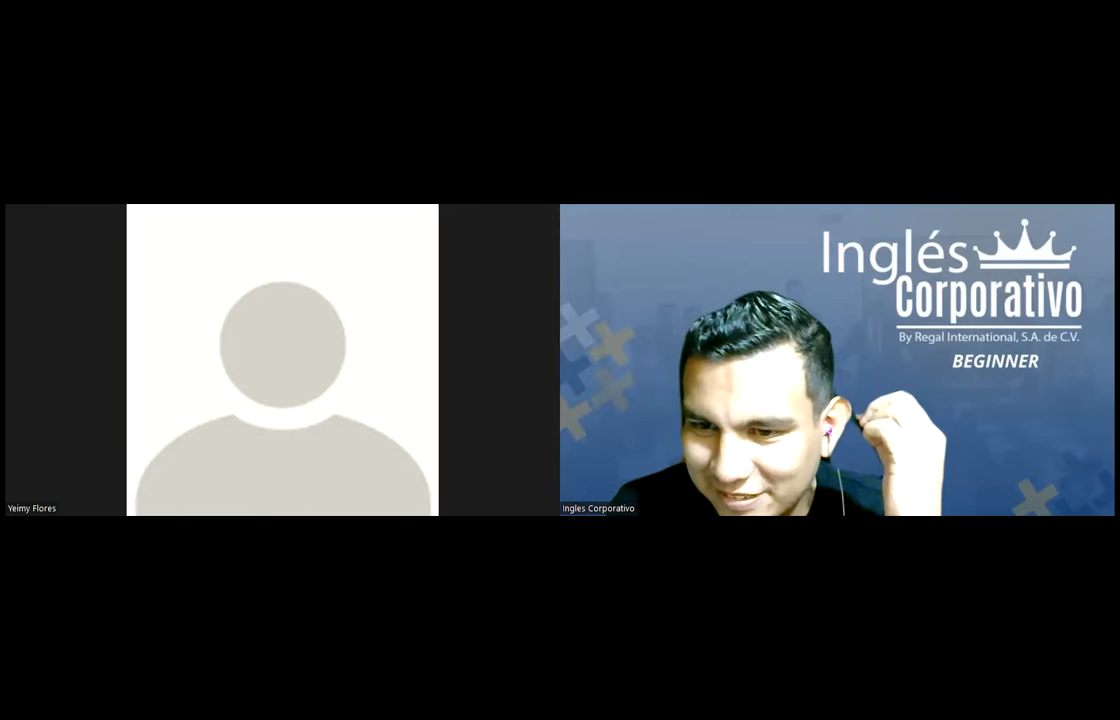 Inglés
Corporativo
By Regal International, S.A. de C.V.
BEGINNER
Yeimy Flores
Ingles Corporativo